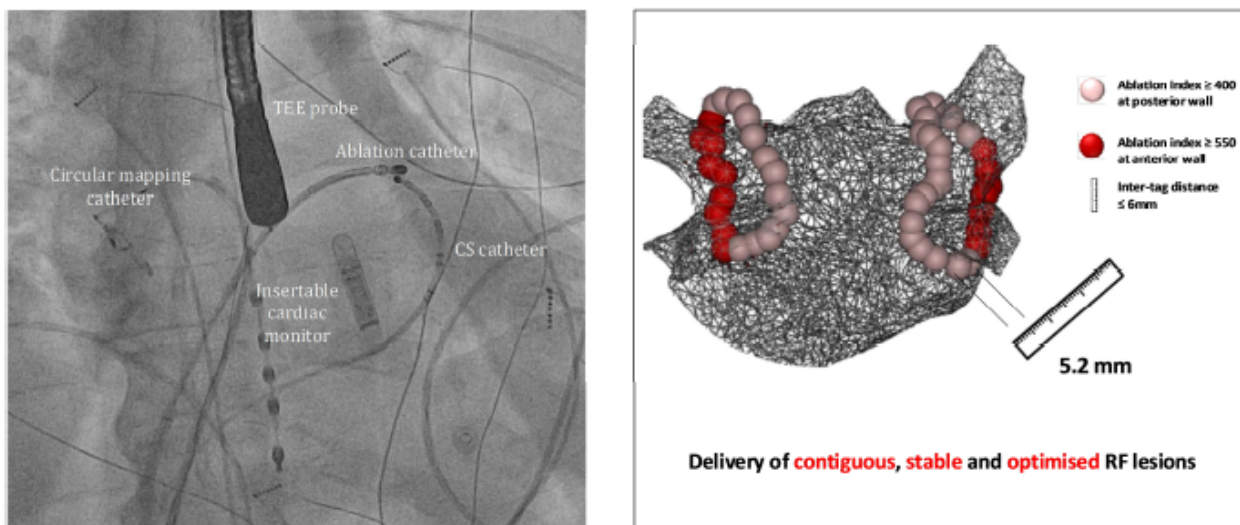 TEE probe
Ablation catheter
Circular mapping
catheter
CS catheter
Insertable
cardiac
monitor
Ablation Index ≥ 400
at posterior wall
Ablation index ≥ 550
at anterior wall
Inter-tag distance
≤ 6mm
5.2 mm
Delivery of contiguous, stable and optimised RF lesions